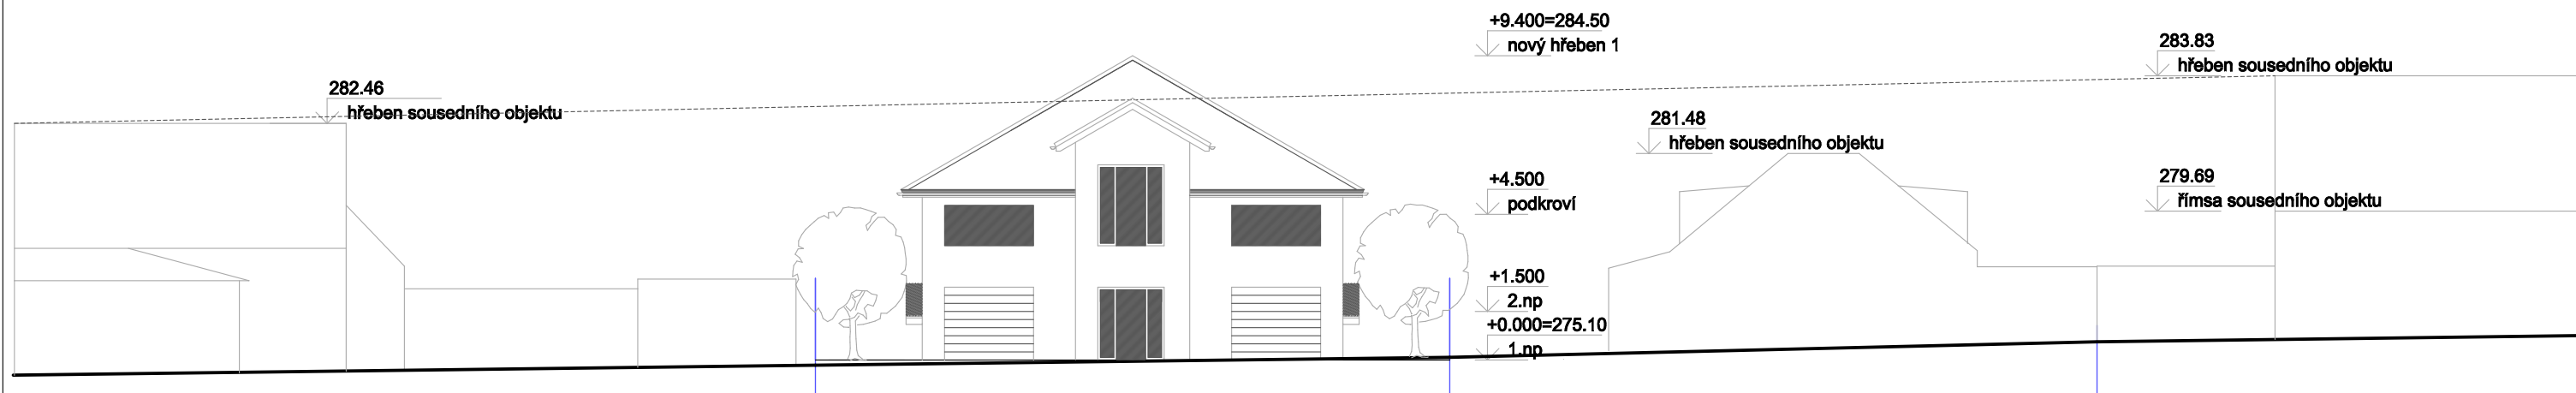 282.46
hřeben sousedního objektu
+9.400=284.50
nový hřeben 1
+4.500
podkroví
+1.500
2.np
+0.000=275.10
1.np
281.48
hřeben sousedního objektu
283.83
hřeben sousedního objektu
279.69
římsa sousedního objektu